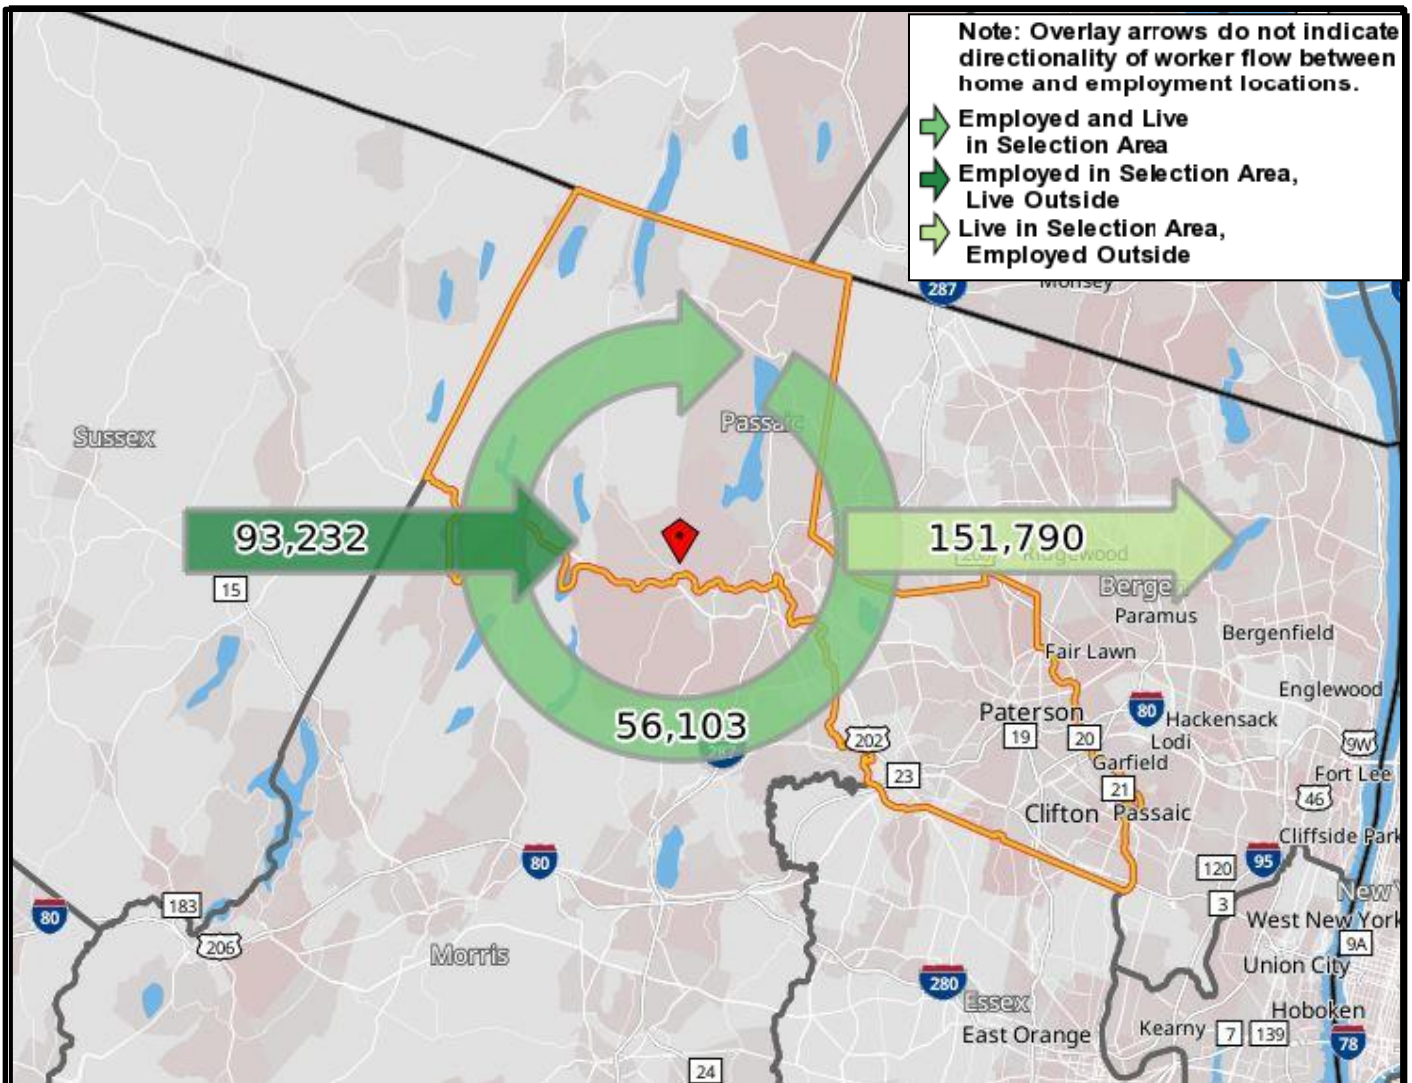 Note: Overlay arrows do not indicate
directionality of worker flow between
home and employment locations.
Employed and Live
in Selection Area
Employed in Selection Area,
Live Outside
Live in Selection Area,
Employed Outside
287
Monsey
Passaic
Sussex
93,232
151,790
Ridgewood
15
Bergen
Paramus
Bergenfield
Fair Lawn
Englewood
56,103
Paterson
80
Hackensack
202
19
20
Lodi
9W
287
23
Garfield
Fort Lee
21
46
Clifton
Passaic
Cliffside Park
80
120
95
183
80
3
New
206
West New York
9A
Morris
Union City
280
Essex
Hoboken
East Orange
Kearny
7
139
78
24